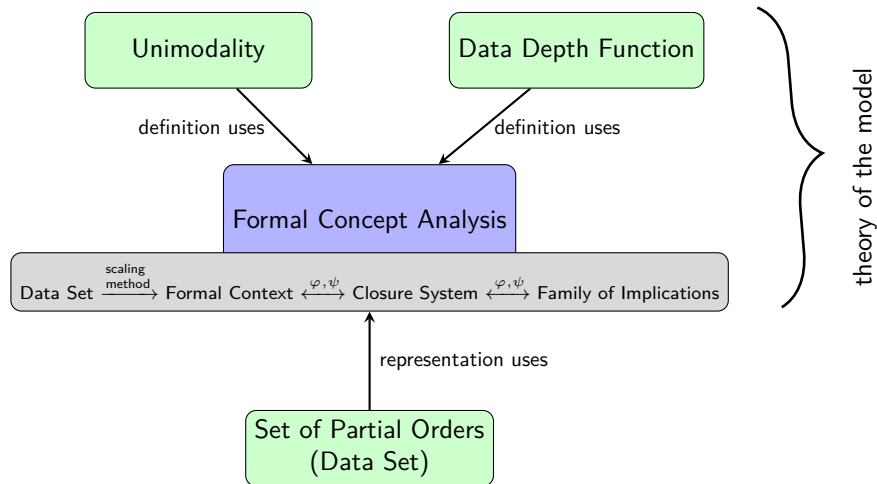 Unimodality
Data Depth Function
definition uses
definition uses
Formal Concept Analysis
scaling
method
φ, ψ
φ, ψ
Data Set ⟶ Formal Context ⟷ Closure System ⟷ Family of Implications
representation uses
Set of Partial Orders
(Data Set)
theory of the model